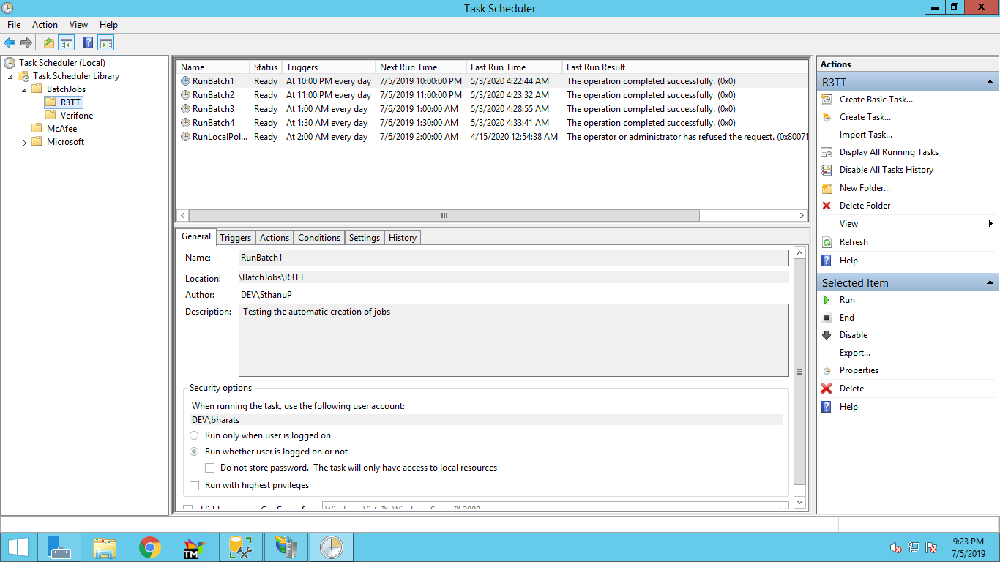 Task Scheduler
File Action View Help
Task Scheduler (Local)
Task Scheduler Library
BatchJobs
R3TT
Verifone
McAfee
Microsoft
Name Status Triggers Next Run Time Last Run Time Last Run Result
RunBatch1 Ready At 10:00 PM every day 7/5/2019 10:00:00 PM 5/3/2020 4:22:44 AM The operation completed successfully. (0x0)
RunBatch2 Ready At 11:00 PM every day 7/5/2019 11:00:00 PM 5/3/2020 4:23:32 AM The operation completed successfully. (0x0)
RunBatch3 Ready At 1:00 AM every day 7/6/2019 1:00:00 AM 5/3/2020 4:28:55 AM The operation completed successfully. (0x0)
RunBatch4 Ready At 1:30 AM every day 7/6/2019 1:30:00 AM 5/3/2020 4:33:41 AM The operation completed successfully. (0x0)
RunLocalPol... Ready At 2:00 AM every day 7/6/2019 2:00:00 AM 4/15/2020 12:54:38 AM The operator or administrator has refused the request. (0x80071
General Triggers Actions Conditions Settings History
Name: RunBatch1
Location: \BatchJobs\R3TT
Author: DEV\SthanuP
Description: Testing the automatic creation of jobs
Security options
When running the task, use the following user account:
DEV\bharats
Run only when user is logged on
Run whether user is logged on or not
Do not store password. The task will only have access to local resources
Run with highest privileges
Actions
R3TT
Create Basic Task...
Create Task...
Import Task...
Display All Running Tasks
Disable All Tasks History
New Folder...
Delete Folder
View
Refresh
Help
Selected Item
Run
End
Disable
Export...
Properties
Delete
Help
TM
9:23 PM
7/5/2019